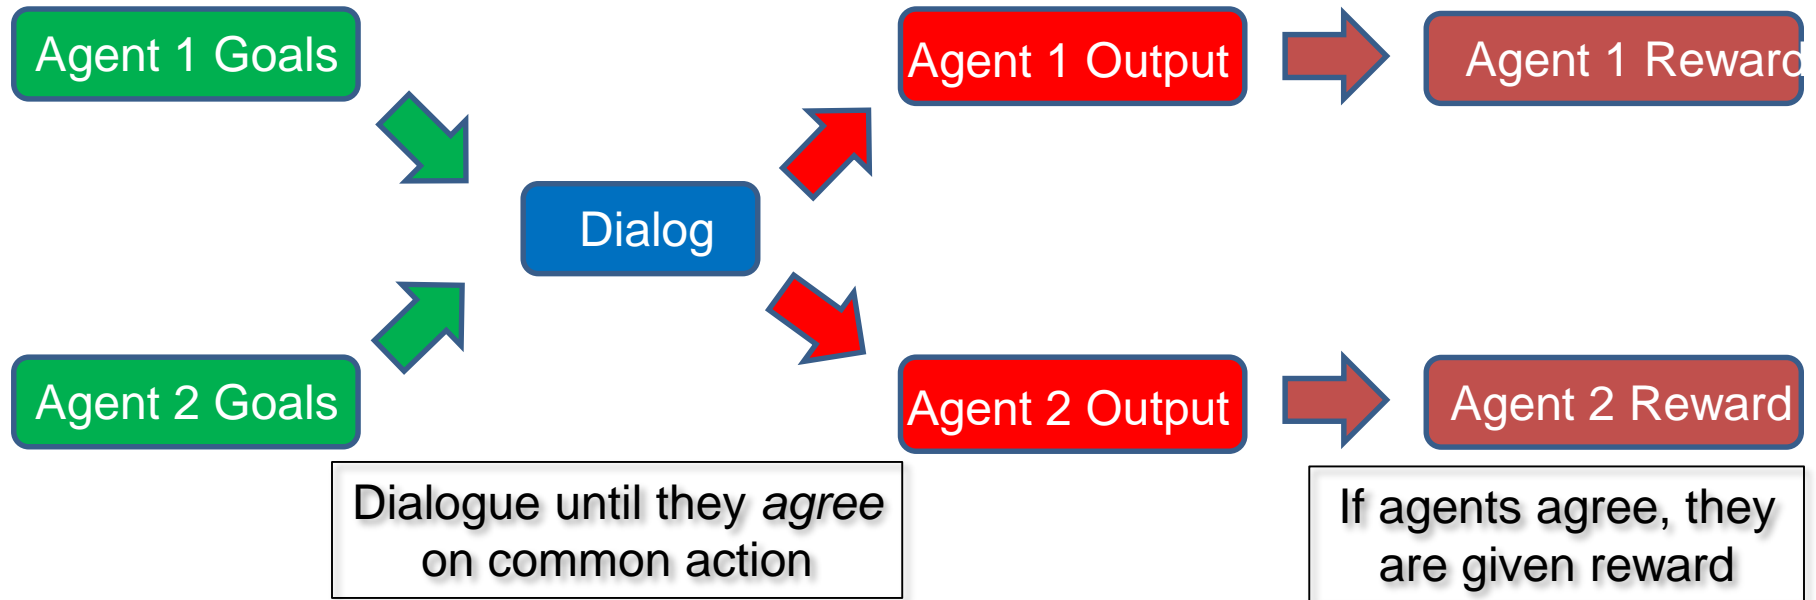 Agent 1 Goals
Agent 1 Output
Agent 1 Reward
Dialog
Agent 2 Goals
Agent 2 Output
Agent 2 Reward
Dialogue until they agree
on common action
If agents agree, they
are given reward